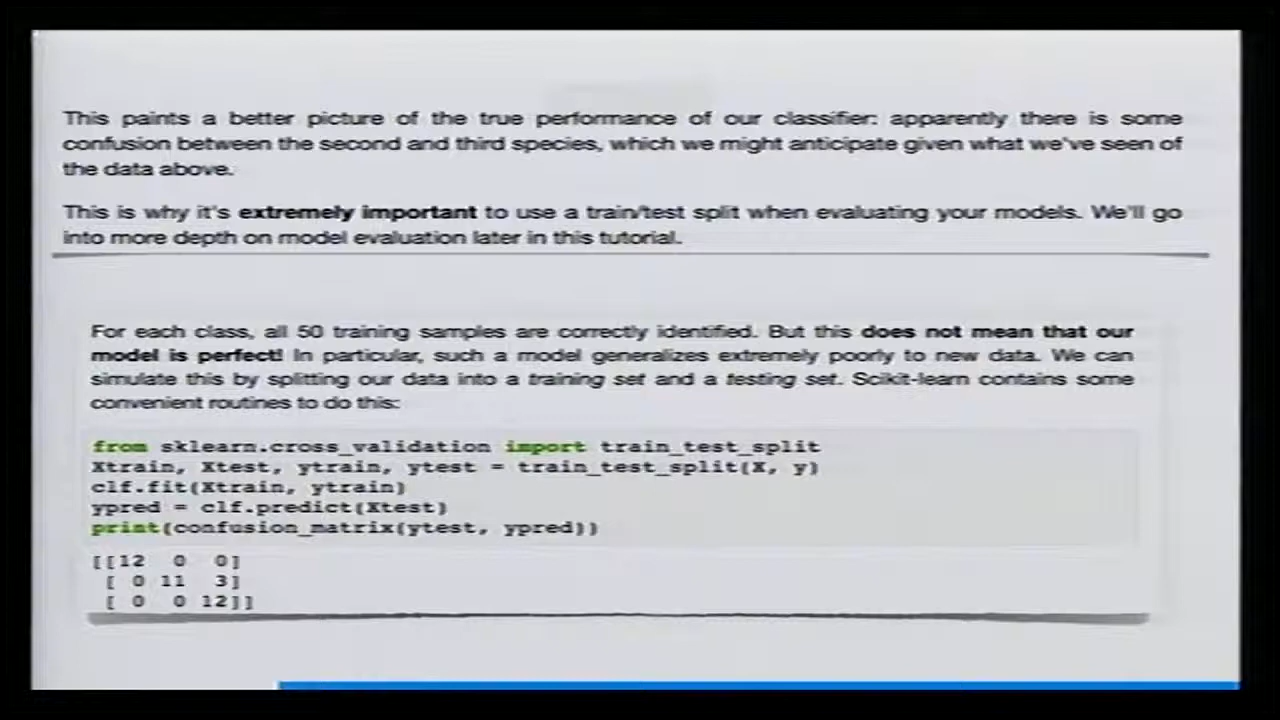 This paints a better picture of the true performance of our classifier: apparently there is some
confusion between the second and third species, which we might anticipate given what we've seen of
the data above.
This is why it's extremely important to use a train/test split when evaluating your models. We'll go
into more depth on model evaluation later in this tutorial.
For each class, all 50 training samples are correctly identified. But this does not mean that our
model is perfect! In particular, such a model generalizes extremely poorly to new data. We can
simulate this by splitting our data into a training set and a testing set. Scikit-learn contains some
convenient routines to do this:
from sklearn.cross_validation import train_test_split
Xtrain, Xtest, ytrain, ytest = train_test_split(X, y)
clf.fit(Xtrain, ytrain)
ypred = clf.predict(Xtest)
print(confusion_matrix(ytest, ypred))
[[12 0 0]
[ 0 11 3]
[ 0 0 12]]